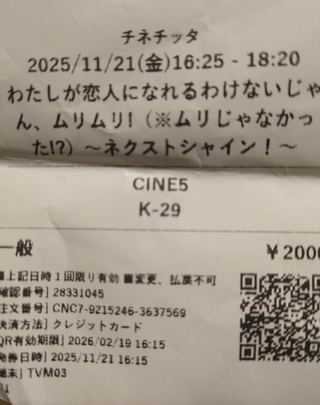 チネチッタ
2025/11/21(金)16:25 - 18:20
わたしが恋人になれるわけないじゃ
ん、ムリムリ!（※ムリじゃなかっ
た!?）～ネクストシャイン！～
CINE5
K-29
一般 ￥2000
上記日時1回限り有効 ■変更、払戻不可
確認番号] 28331045
注文番号] CNC7-9215246-3637569
決済方法] クレジットカード
QR有効期限] 2026/02/19 16:15
発券日時] 2025/11/21 16:15
端末] TVM03
1